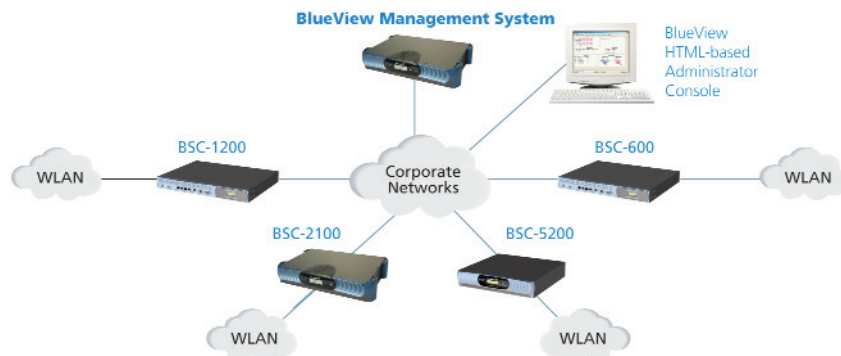 BlueView Management System
BlueView
HTML-based
Administrator
Console
BSC-1200
BSC-600
WLAN
Corporate
Networks
WLAN
BSC-2100
BSC-5200
WLAN
WLAN